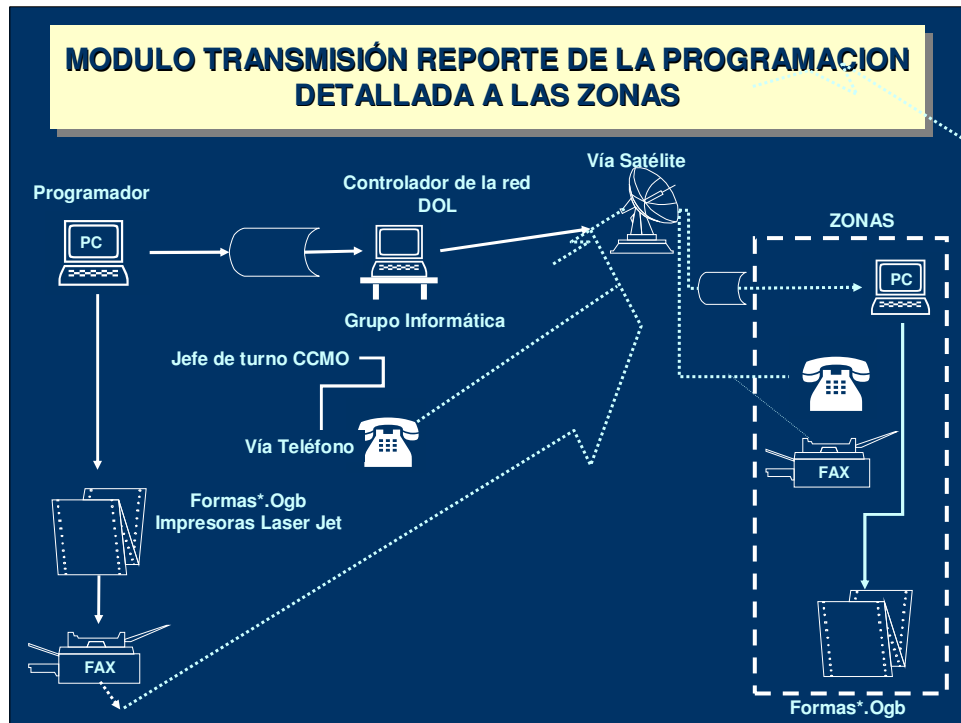 MODULO TRANSMISIÓN REPORTE DE LA PROGRAMACION
DETALLADA A LAS ZONAS
Vía Satélite
Programador
Controlador de la red
DOL
ZONAS
PC
PC
Grupo Informática
Jefe de turno CCMO
Vía Teléfono
FAX
Formas*.Ogb
Impresoras Laser Jet
FAX
Formas*.Ogb